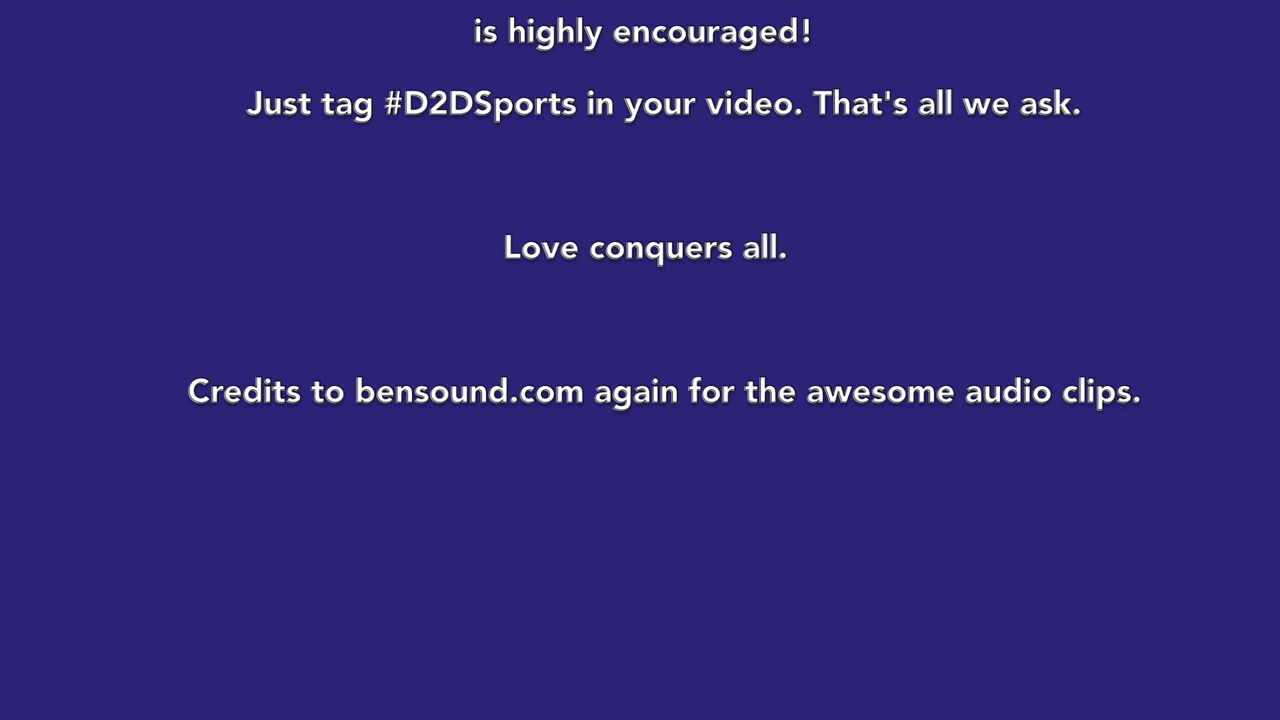 is highly encouraged!
Just tag #D2DSports in your video. That's all we ask.
Love conquers all.
Credits to bensound.com again for the awesome audio clips.